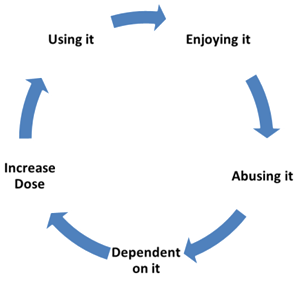 Using it
Enjoying it
Abusing it
Dependent
on it
Increase
Dose